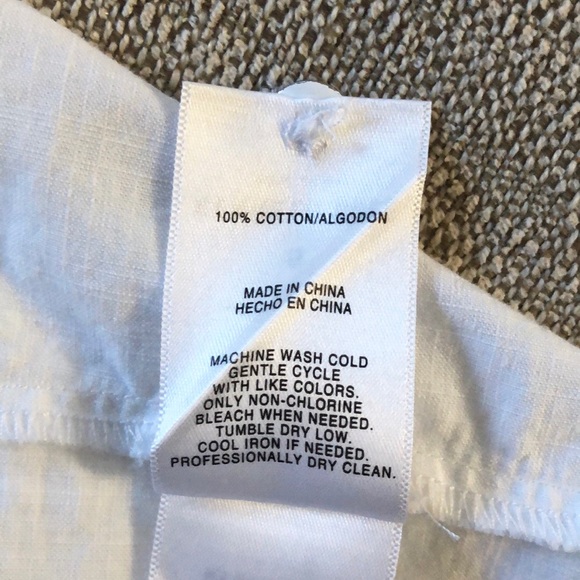 100% COTTON/ALGODON
MADE IN CHINA
HECHO EN CHINA
MACHINE WASH COLD
GENTLE CYCLE
WITH LIKE COLORS.
ONLY NON-CHLORINE
BLEACH WHEN NEEDED.
TUMBLE DRY LOW.
COOL IRON IF NEEDED.
PROFESSIONALLY DRY CLEAN.